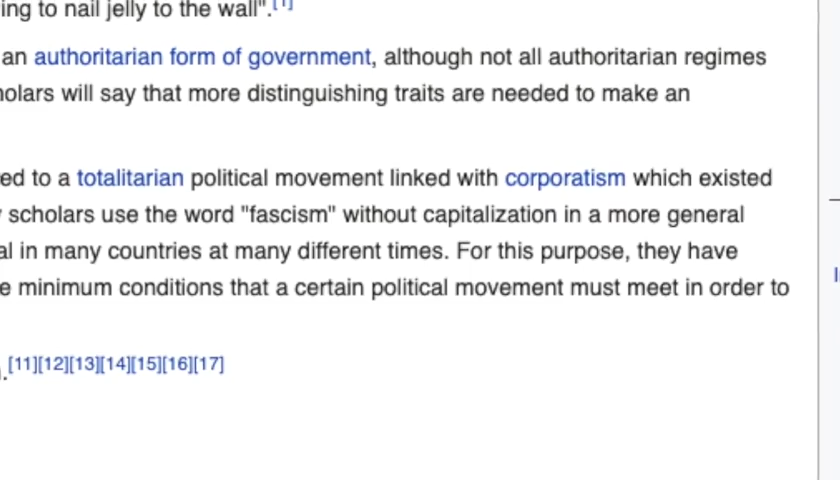 ing to nail jelly to the wall".[1]
an authoritarian form of government, although not all authoritarian regimes
holars will say that more distinguishing traits are needed to make an
ed to a totalitarian political movement linked with corporatism which existed
scholars use the word "fascism" without capitalization in a more general
al in many countries at many different times. For this purpose, they have
e minimum conditions that a certain political movement must meet in order to
.[11][12][13][14][15][16][17]